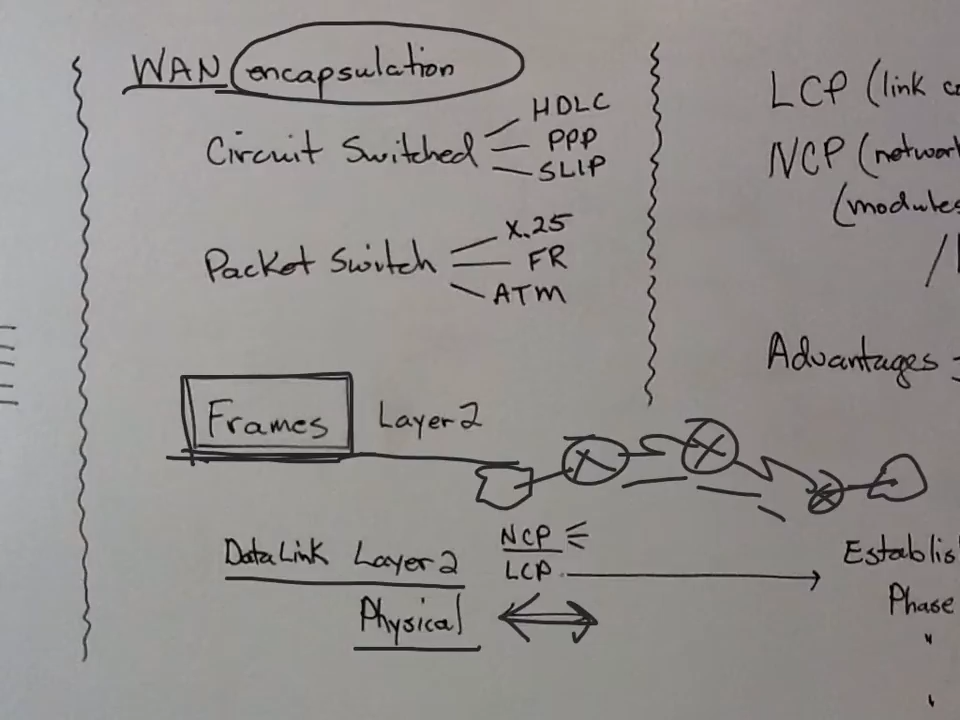 WAN encapsulation
HDLC
Circuit Switched
PPP
SLIP
X.25
Packet Switch
FR
ATM
Frames Layer 2
DataLink Layer 2
NCP
LCP
Physical
LCP (link co
NCP (network
(modules
Advantages
Establis
Phase
"